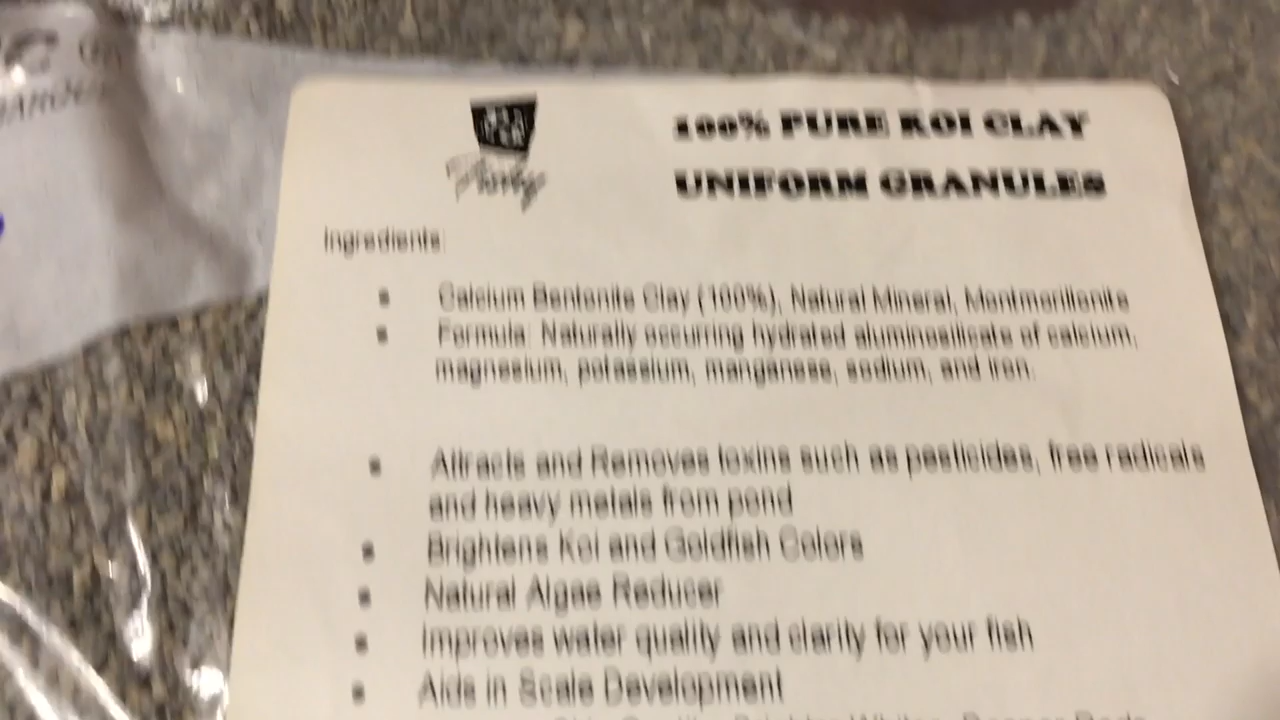 100% PURE KOI CLAY
UNIFORM GRANULES
Ingredients:
Calcium Bentonite Clay (100%), Natural Mineral, Montmorillonite
Formula: Naturally occurring hydrated aluminosilicate of calcium,
magnesium, potassium, manganese, sodium, and iron.
Attracts and Removes toxins such as pesticides, free radicals
and heavy metals from pond
Brightens Koi and Goldfish Colors
Natural Algae Reducer
Improves water quality and clarity for your fish
Aids in Scale Development